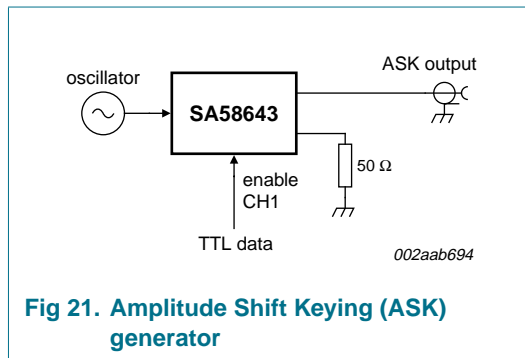 oscillator
SA58643
ASK output
50 Ω
enable
CH1
TTL data
002aab694
Fig 21. Amplitude Shift Keying (ASK)
generator